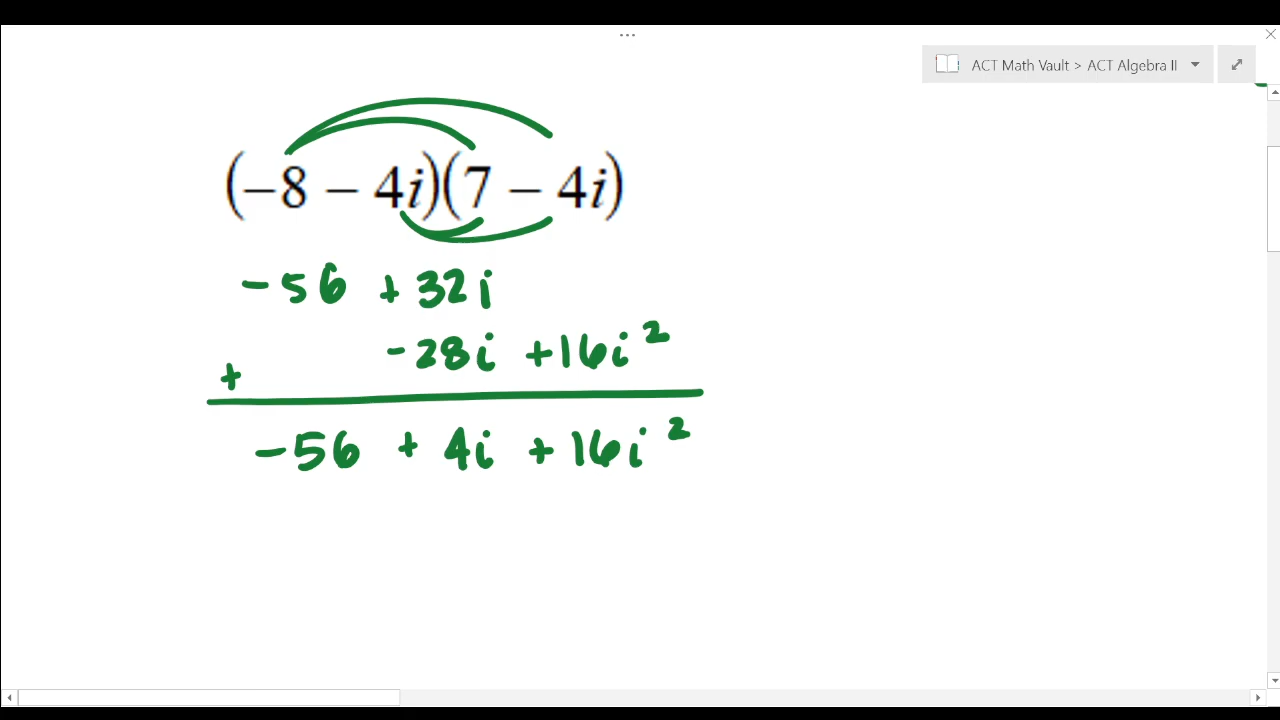 ...
ACT Math Vault > ACT Algebra II
(−8 − 4i)(7 − 4i)
-56 + 32i
-28i + 16i²
+
-56 + 4i + 16i²